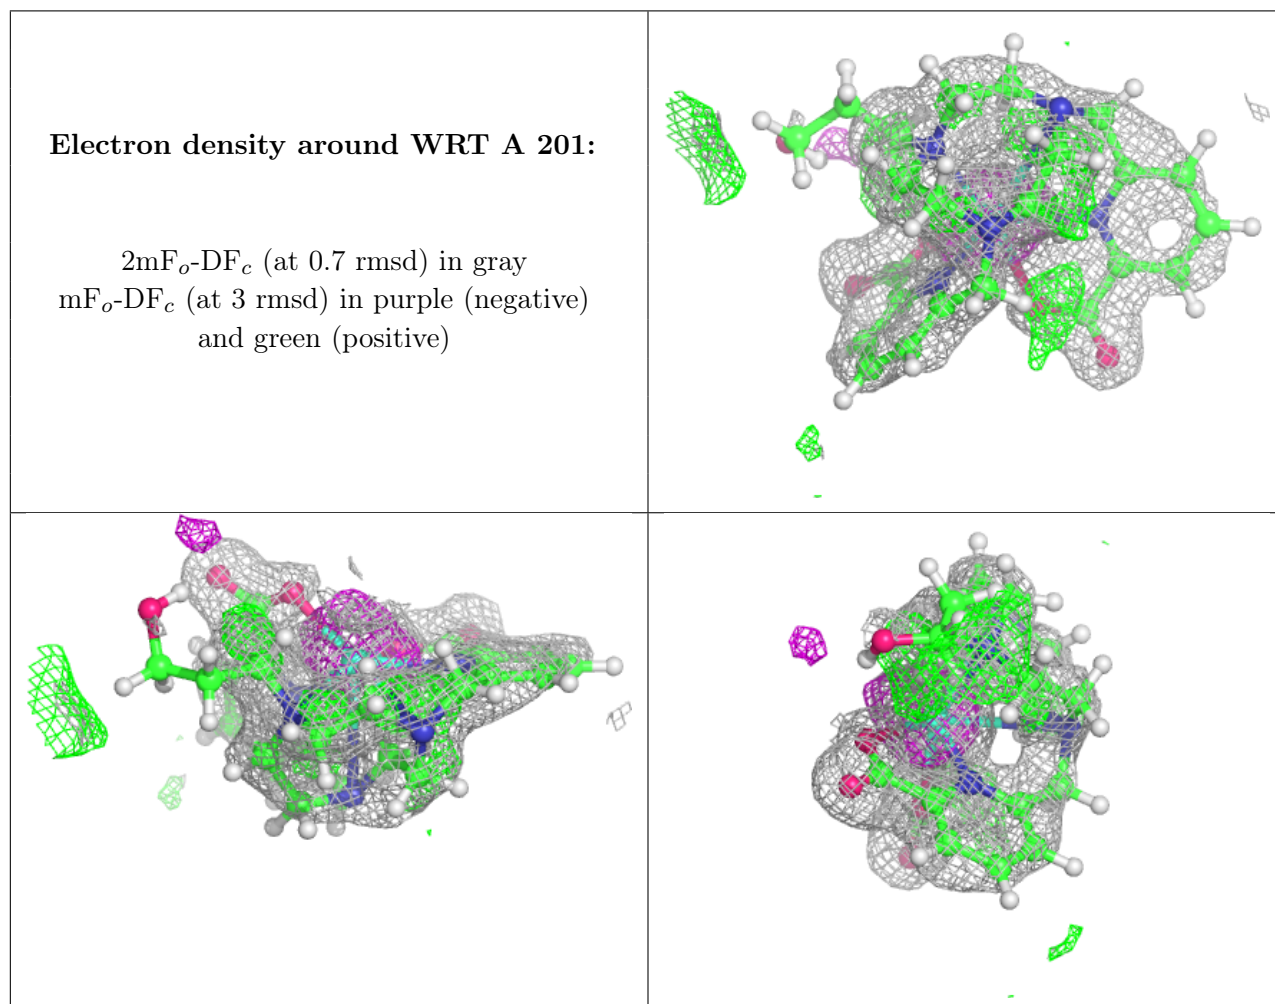 Electron density around WRT A 201:
2mFo-DFc (at 0.7 rmsd) in gray
mFo-DFc (at 3 rmsd) in purple (negative)
and green (positive)